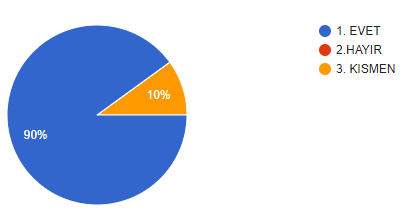 1. EVET
2.HAYIR
3. KISMEN
10%
90%